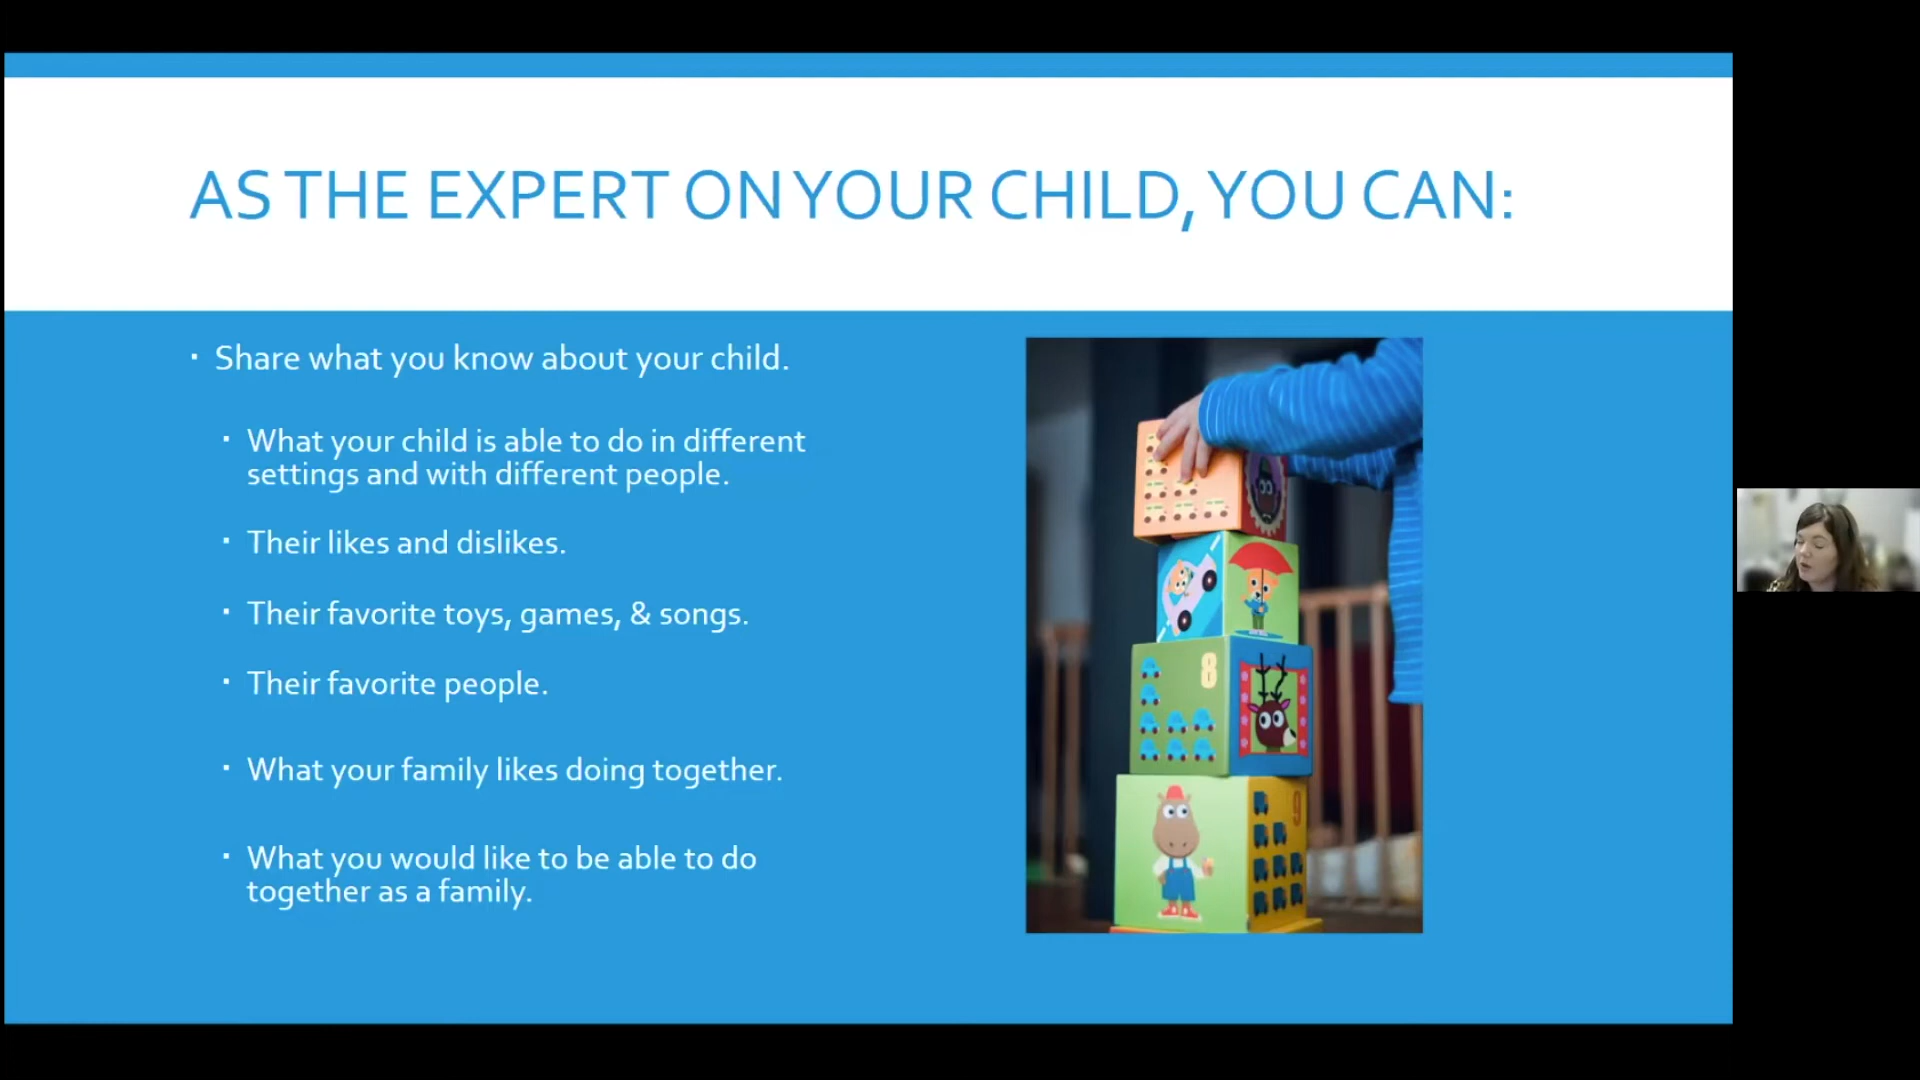 AS THE EXPERT ON YOUR CHILD, YOU CAN:
▪ Share what you know about your child.
▪ What your child is able to do in different
settings and with different people.
▪ Their likes and dislikes.
▪ Their favorite toys, games, & songs.
▪ Their favorite people.
▪ What your family likes doing together.
▪ What you would like to be able to do
together as a family.
8
9